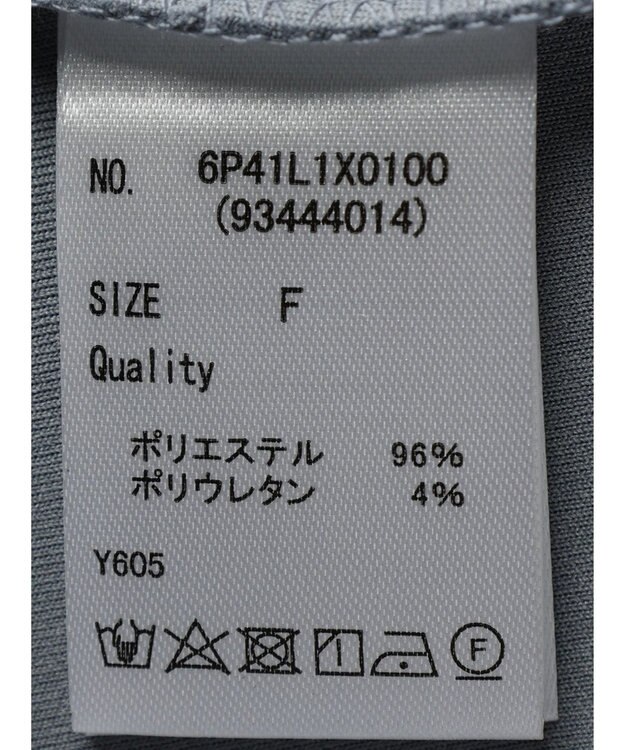 NO. 6P41L1X0100
(93444014)
SIZE F
Quality
ポリエステル 96%
ポリウレタン 4%
Y605
F